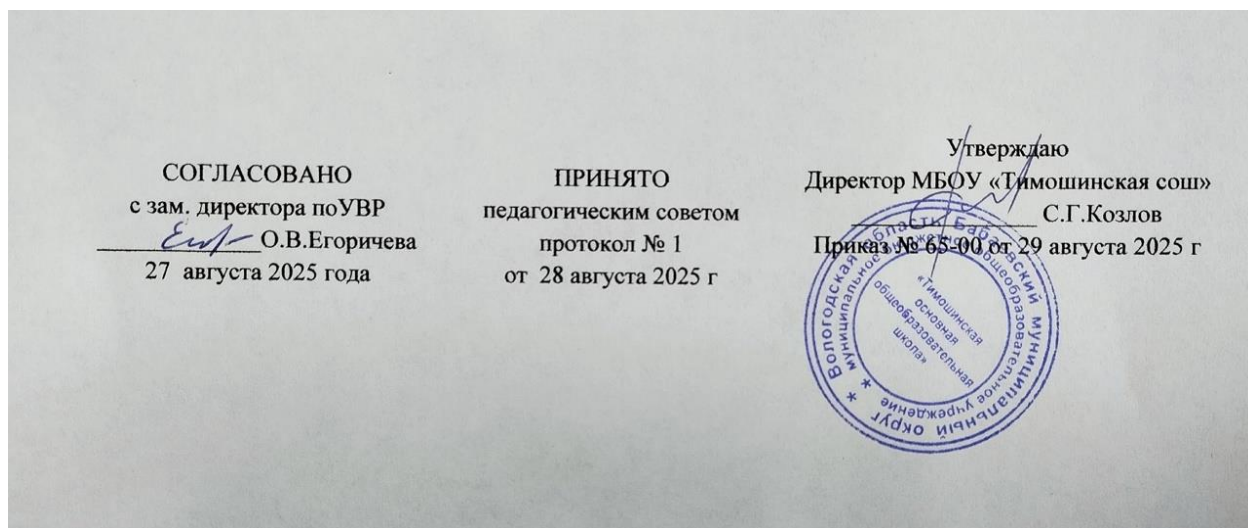 СОГЛАСОВАНО
с зам. директора поУВР
О.В.Егоричева
27 августа 2025 года
ПРИНЯТО
педагогическим советом
протокол № 1
от 28 августа 2025 г
Утверждаю
Директор МБОУ «Тимошинская сош»
С.Г.Козлов
Приказ № 65-00 от 29 августа 2025 г
* Вологодская область Бабаевский муниципальный округ
* муниципальное бюджетное общеобразовательное учреждение
«Тимошинская
основная
общеобразовательная
школа»